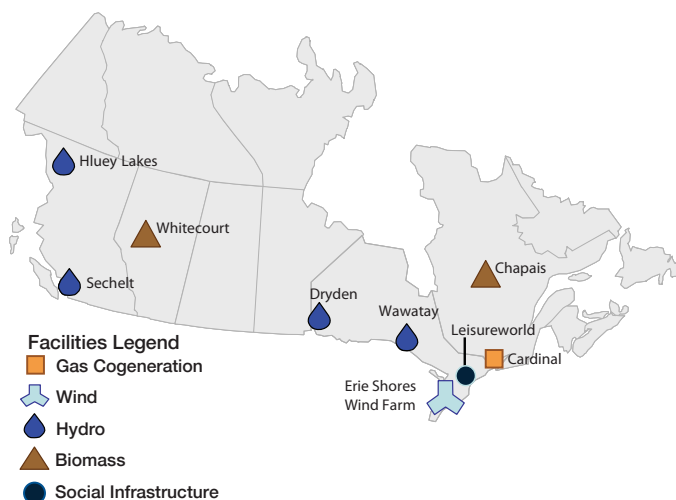 Hluey Lakes
Whitecourt
Sechelt
Chapais
Dryden
Wawatay
Leisureworld
Cardinal
Erie Shores
Wind Farm
Facilities Legend
Gas Cogeneration
Wind
Hydro
Biomass
Social Infrastructure